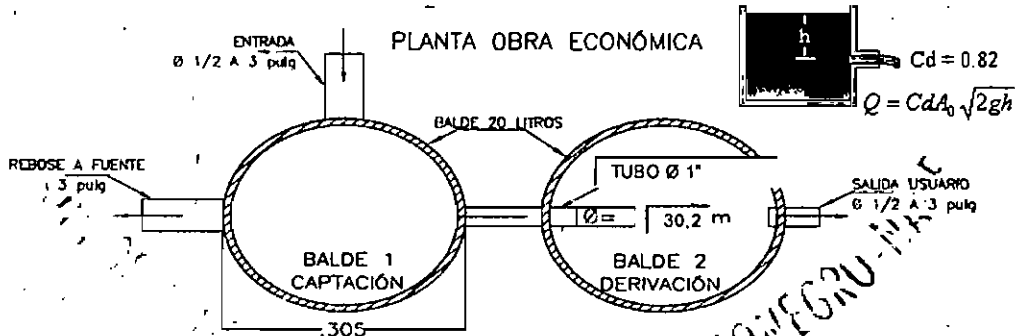 PLANTA OBRA ECONÓMICA
ENTRADA
Ø 1/2 A 3 pulg
h
Cd = 0.82
Q = CdA₀ √2gh
BALDE 20 LITROS
REBOSE A FUENTE
3 pulg
TUBO Ø 1"
Ø=
30,2 m
SALIDA USUARIO
Ø 1/2 A 3 pulg
BALDE 1
CAPTACIÓN
BALDE 2
DERIVACIÓN
.305